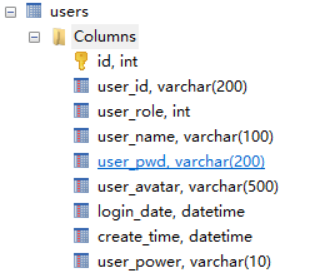 users
Columns
id, int
user_id, varchar(200)
user_role, int
user_name, varchar(100)
user_pwd, varchar(200)
user_avatar, varchar(500)
login_date, datetime
create_time, datetime
user_power, varchar(10)